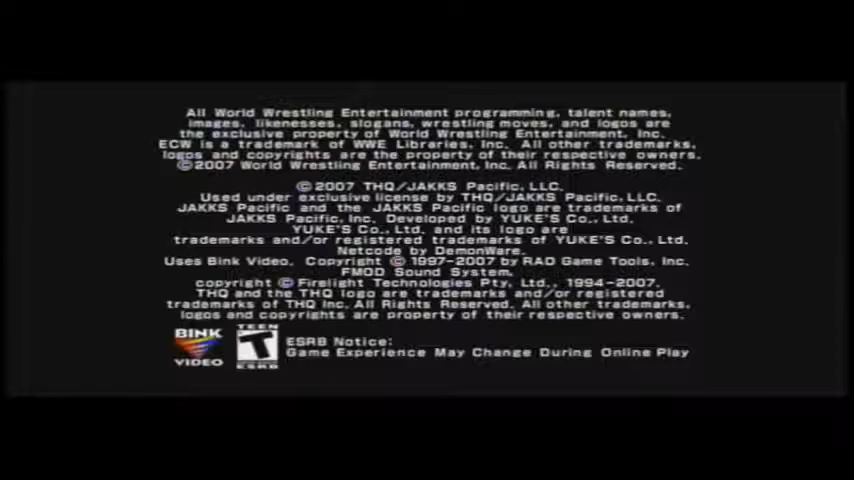 All World Wrestling Entertainment programming, talent names,
images, likenesses, slogans, wrestling moves, and logos are
the exclusive property of World Wrestling Entertainment, Inc.
ECW is a trademark of WWE Libraries, Inc. All other trademarks,
logos and copyrights are the property of their respective owners.
©2007 World Wrestling Entertainment, Inc. All Rights Reserved.
©2007 THQ/JAKKS Pacific, LLC.
Used under exclusive license by THQ/JAKKS Pacific, LLC.
JAKKS Pacific and the JAKKS Pacific logo are trademarks of
JAKKS Pacific, Inc. Developed by YUKE'S Co., Ltd.
YUKE'S Co., Ltd. and its logo are
trademarks and/or registered trademarks of YUKE'S Co., Ltd.
Netcode by DemonWare.
Uses Bink Video. Copyright © 1997-2007 by RAD Game Tools, Inc.
FMOD Sound System,
copyright © Firelight Technologies Pty, Ltd., 1994-2007.
THQ and the THQ logo are trademarks and/or registered
trademarks of THQ Inc. All Rights Reserved. All other trademarks,
logos and copyrights are property of their respective owners.
BINK
VIDEO
TEEN
T
ESRB
ESRB Notice:
Game Experience May Change During Online Play